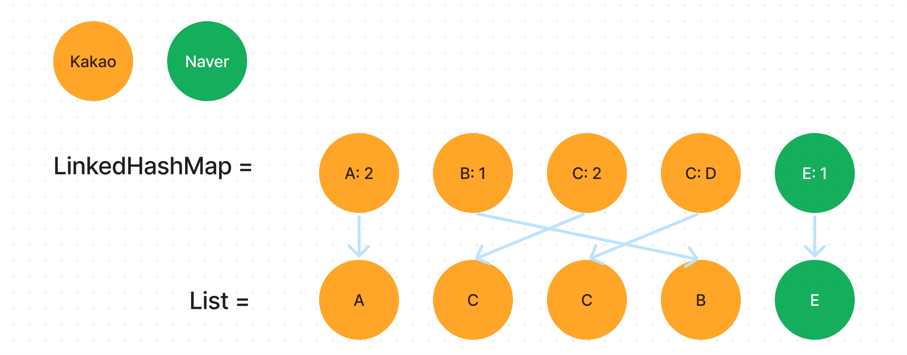 Kakao Naver
LinkedHashMap = A: 2 B: 1 C: 2 C: D E: 1
List = A C C B E